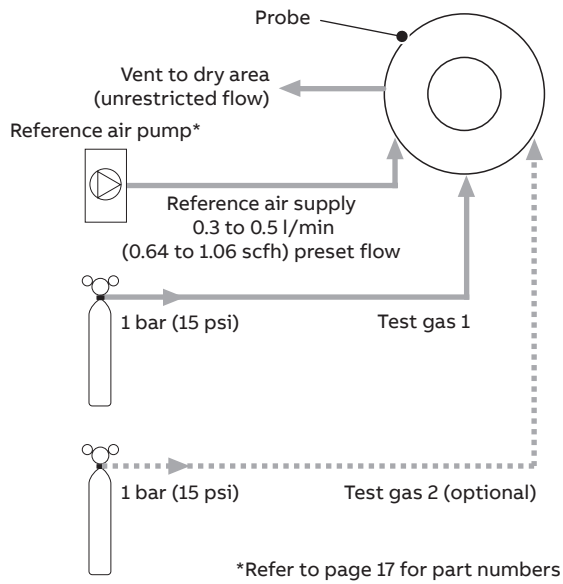 Probe
Vent to dry area
(unrestricted flow)
Reference air pump*
Reference air supply
0.3 to 0.5 l/min
(0.64 to 1.06 scfh) preset flow
1 bar (15 psi)
Test gas 1
1 bar (15 psi)
Test gas 2 (optional)
*Refer to page 17 for part numbers